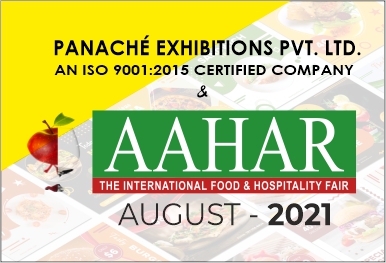 PANACHÉ EXHIBITIONS PVT. LTD.
AN ISO 9001:2015 CERTIFIED COMPANY
&
AAHAR
THE INTERNATIONAL FOOD & HOSPITALITY FAIR
AUGUST - 2021